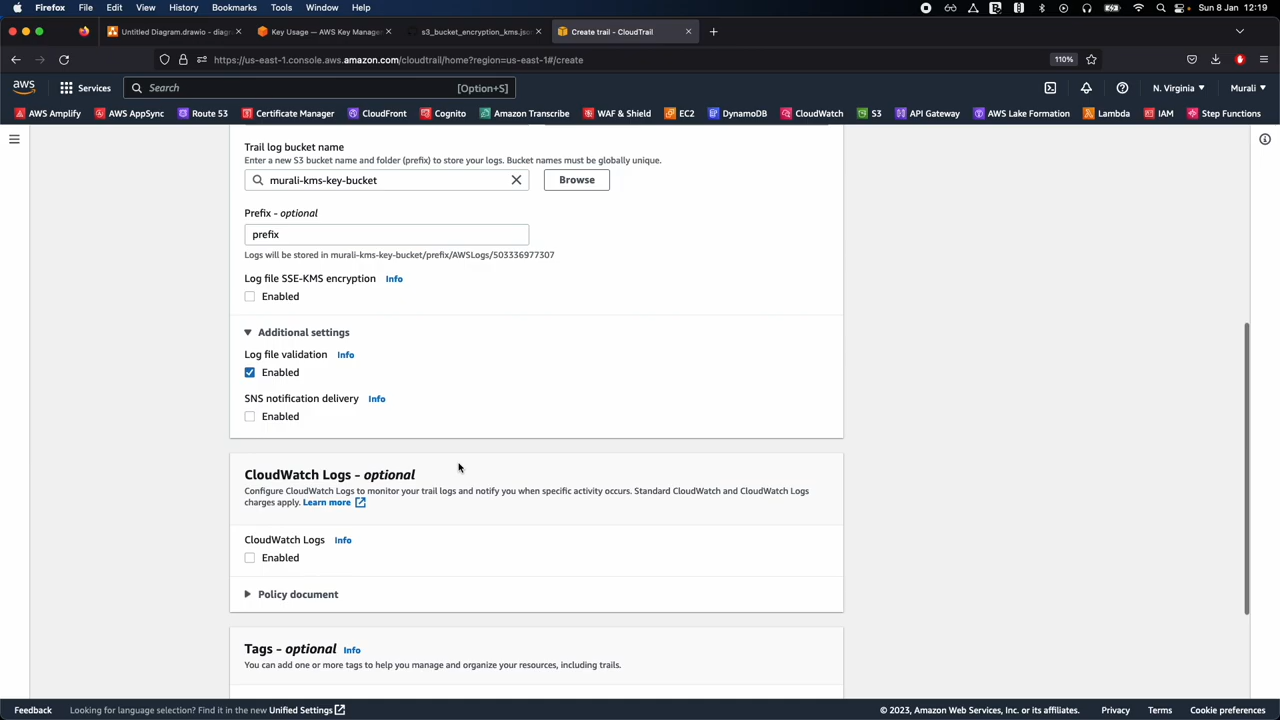 Firefox File Edit View History Bookmarks Tools Window Help Sun 8 Jan 12:19
Untitled Diagram.drawio - diag Key Usage — AWS Key Manage s3_bucket_encryption_kms.json Create trail - CloudTrail
https://us-east-1.console.aws.amazon.com/cloudtrail/home?region=us-east-1#/create 110%
aws Services Search [Option+S] N. Virginia Murali
AWS Amplify AWS AppSync Route 53 Certificate Manager CloudFront Cognito Amazon Transcribe WAF & Shield EC2 DynamoDB CloudWatch S3 API Gateway AWS Lake Formation Lambda IAM Step Functions
Trail log bucket name
Enter a new S3 bucket name and folder (prefix) to store your logs. Bucket names must be globally unique.
murali-kms-key-bucket Browse
Prefix - optional
prefix
Logs will be stored in murali-kms-key-bucket/prefix/AWSLogs/503336977307
Log file SSE-KMS encryption Info
Enabled
Additional settings
Log file validation Info
Enabled
SNS notification delivery Info
Enabled
CloudWatch Logs - optional
Configure CloudWatch Logs to monitor your trail logs and notify you when specific activity occurs. Standard CloudWatch and CloudWatch Logs
charges apply. Learn more
CloudWatch Logs Info
Enabled
Policy document
Tags - optional Info
You can add one or more tags to help you manage and organize your resources, including trails.
Feedback Looking for language selection? Find it in the new Unified Settings © 2023, Amazon Web Services, Inc. or its affiliates. Privacy Terms Cookie preferences